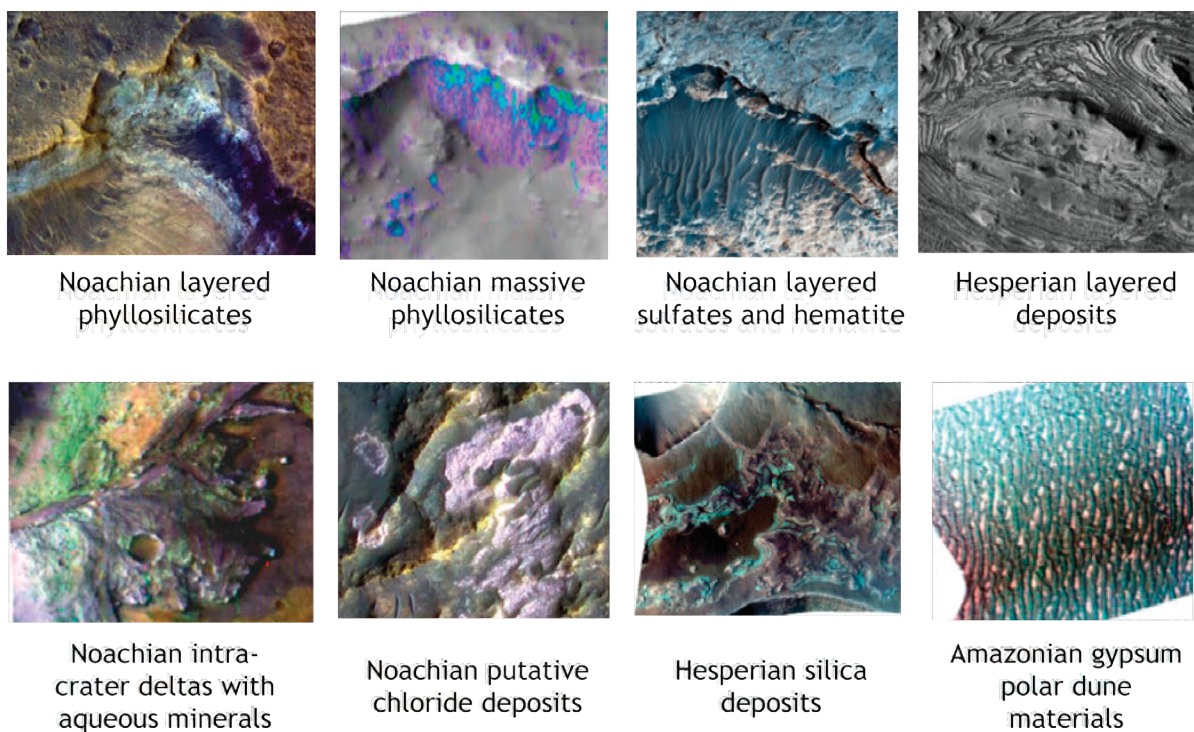 Noachian layered
phyllosilicates
Noachian massive
phyllosilicates
Noachian layered
sulfates and hematite
Hesperian layered
deposits
Noachian intra-
crater deltas with
aqueous minerals
Noachian putative
chloride deposits
Hesperian silica
deposits
Amazonian gypsum
polar dune
materials